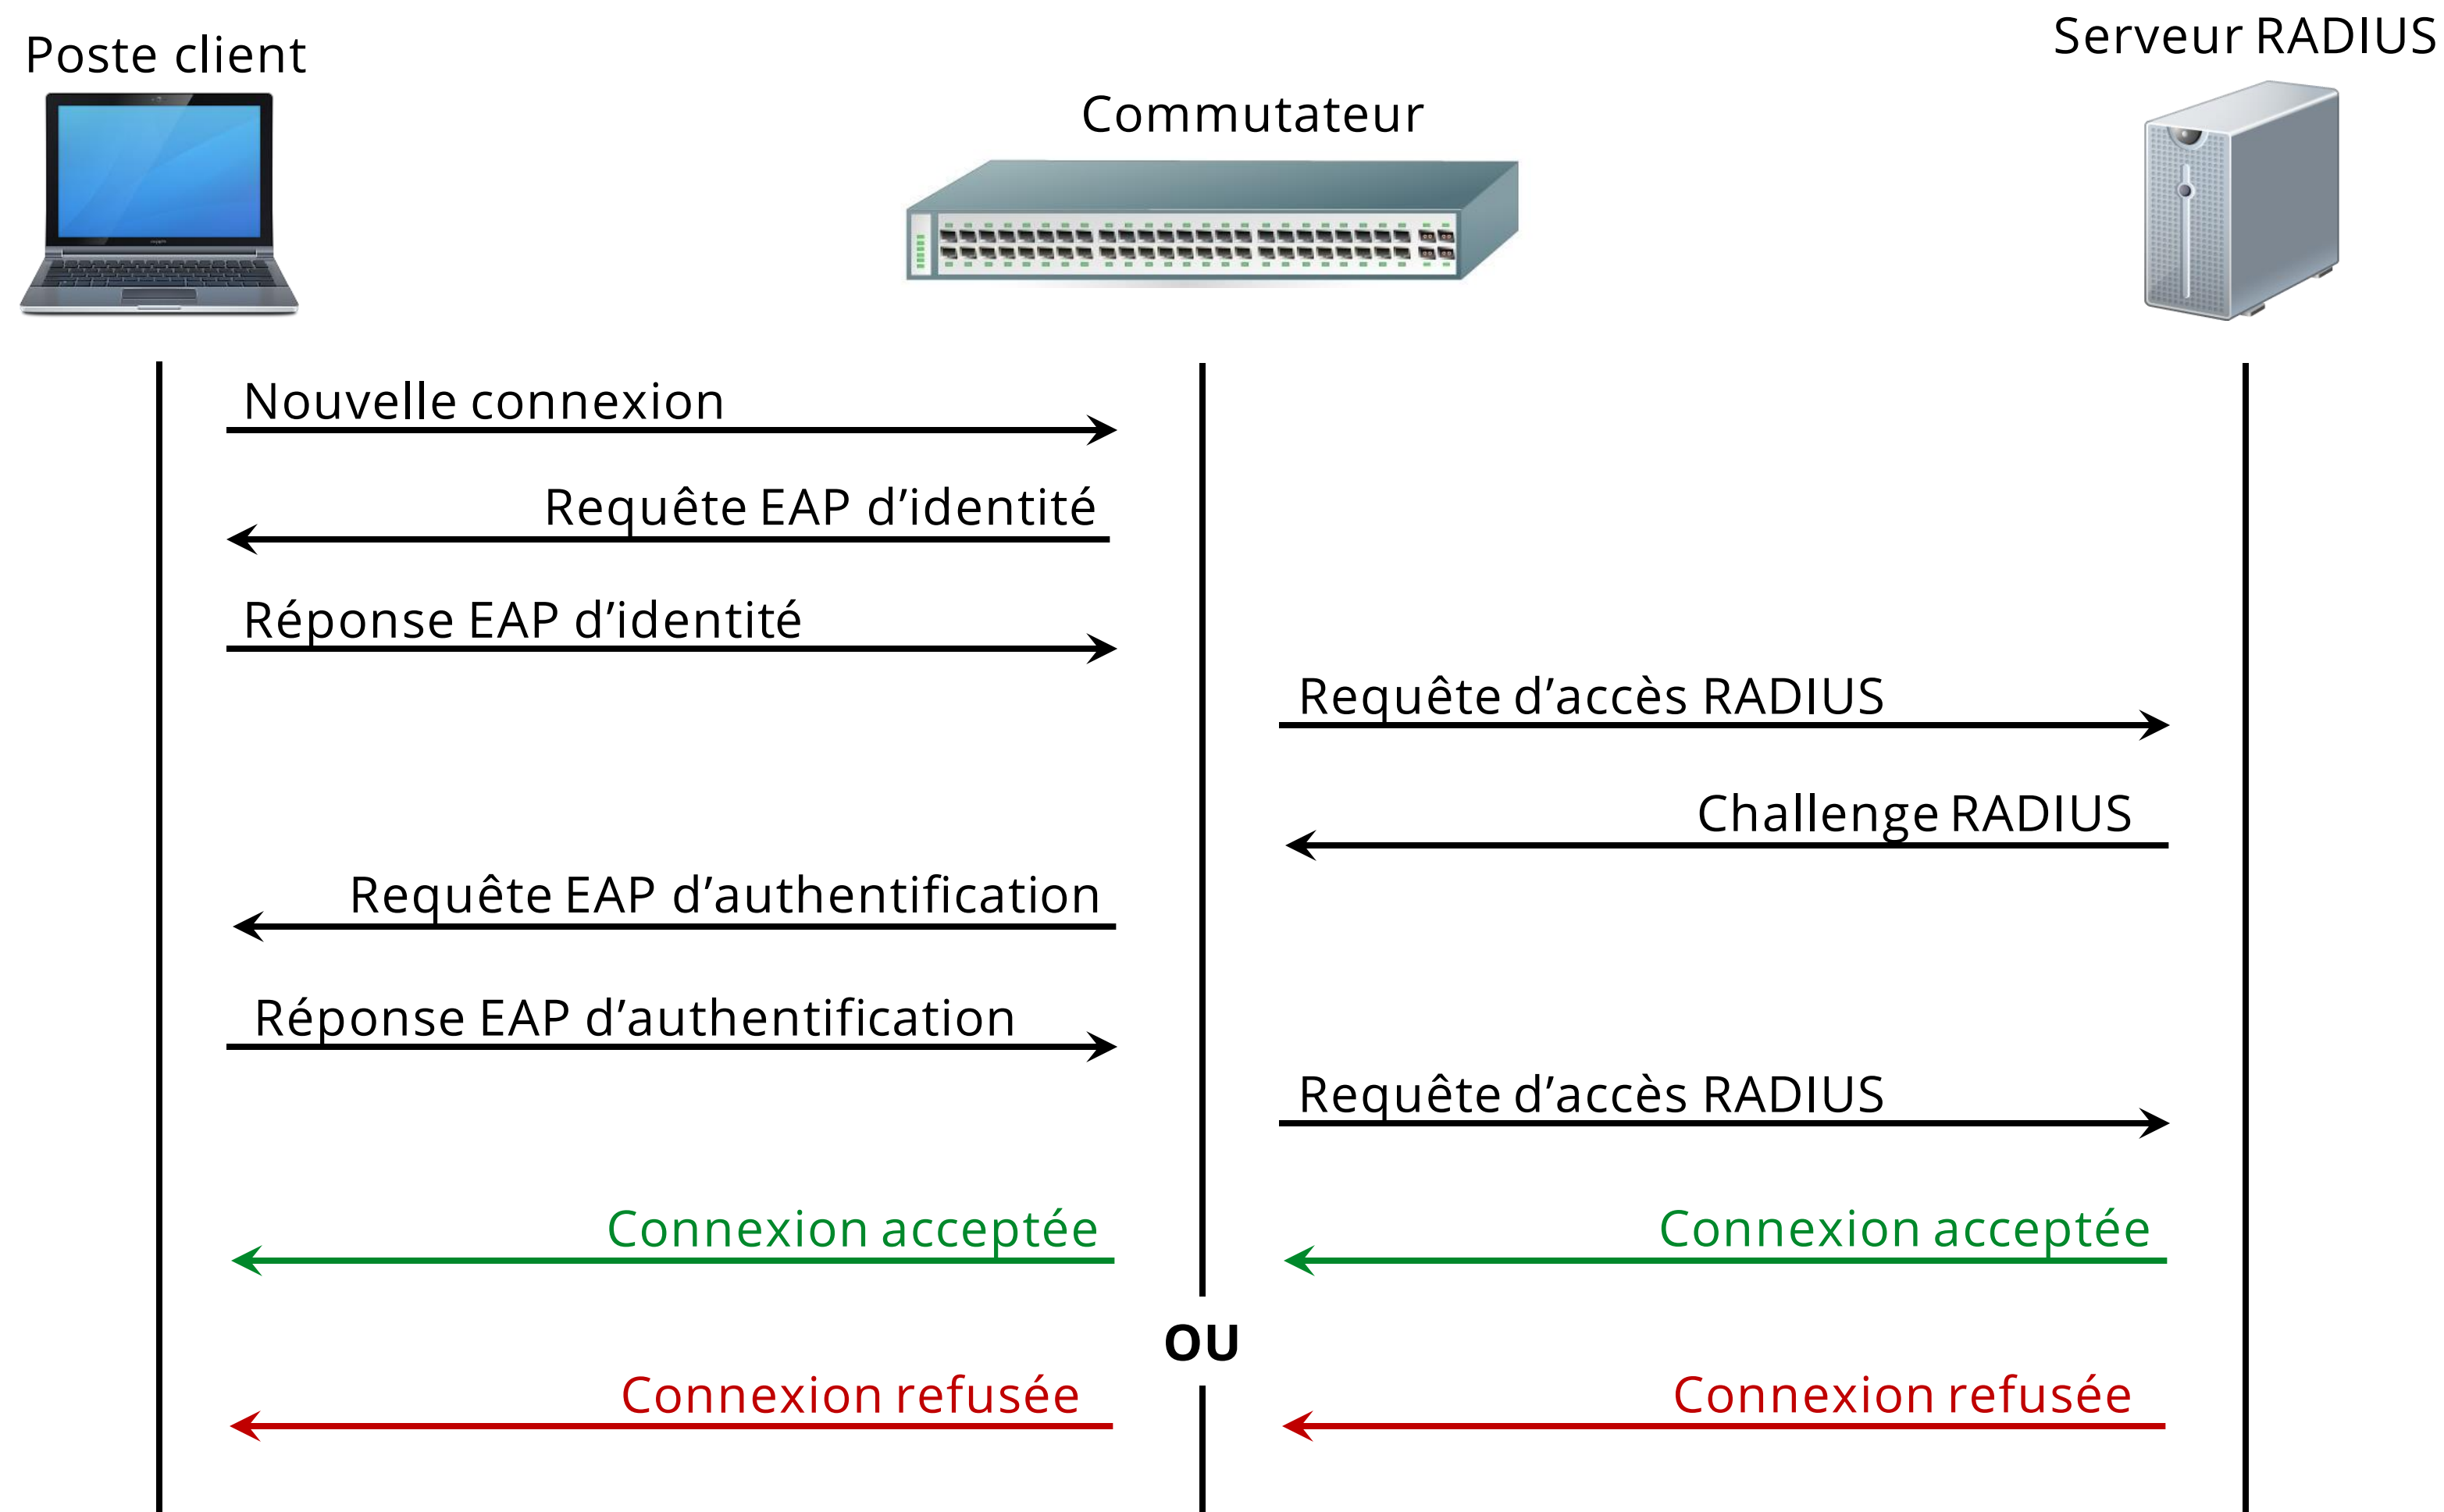 Poste client
Commutateur
Serveur RADIUS
Nouvelle connexion
Requête EAP d’identité
Réponse EAP d’identité
Requête d’accès RADIUS
Challenge RADIUS
Requête EAP d’authentification
Réponse EAP d’authentification
Requête d’accès RADIUS
Connexion acceptée
Connexion acceptée
OU
Connexion refusée
Connexion refusée